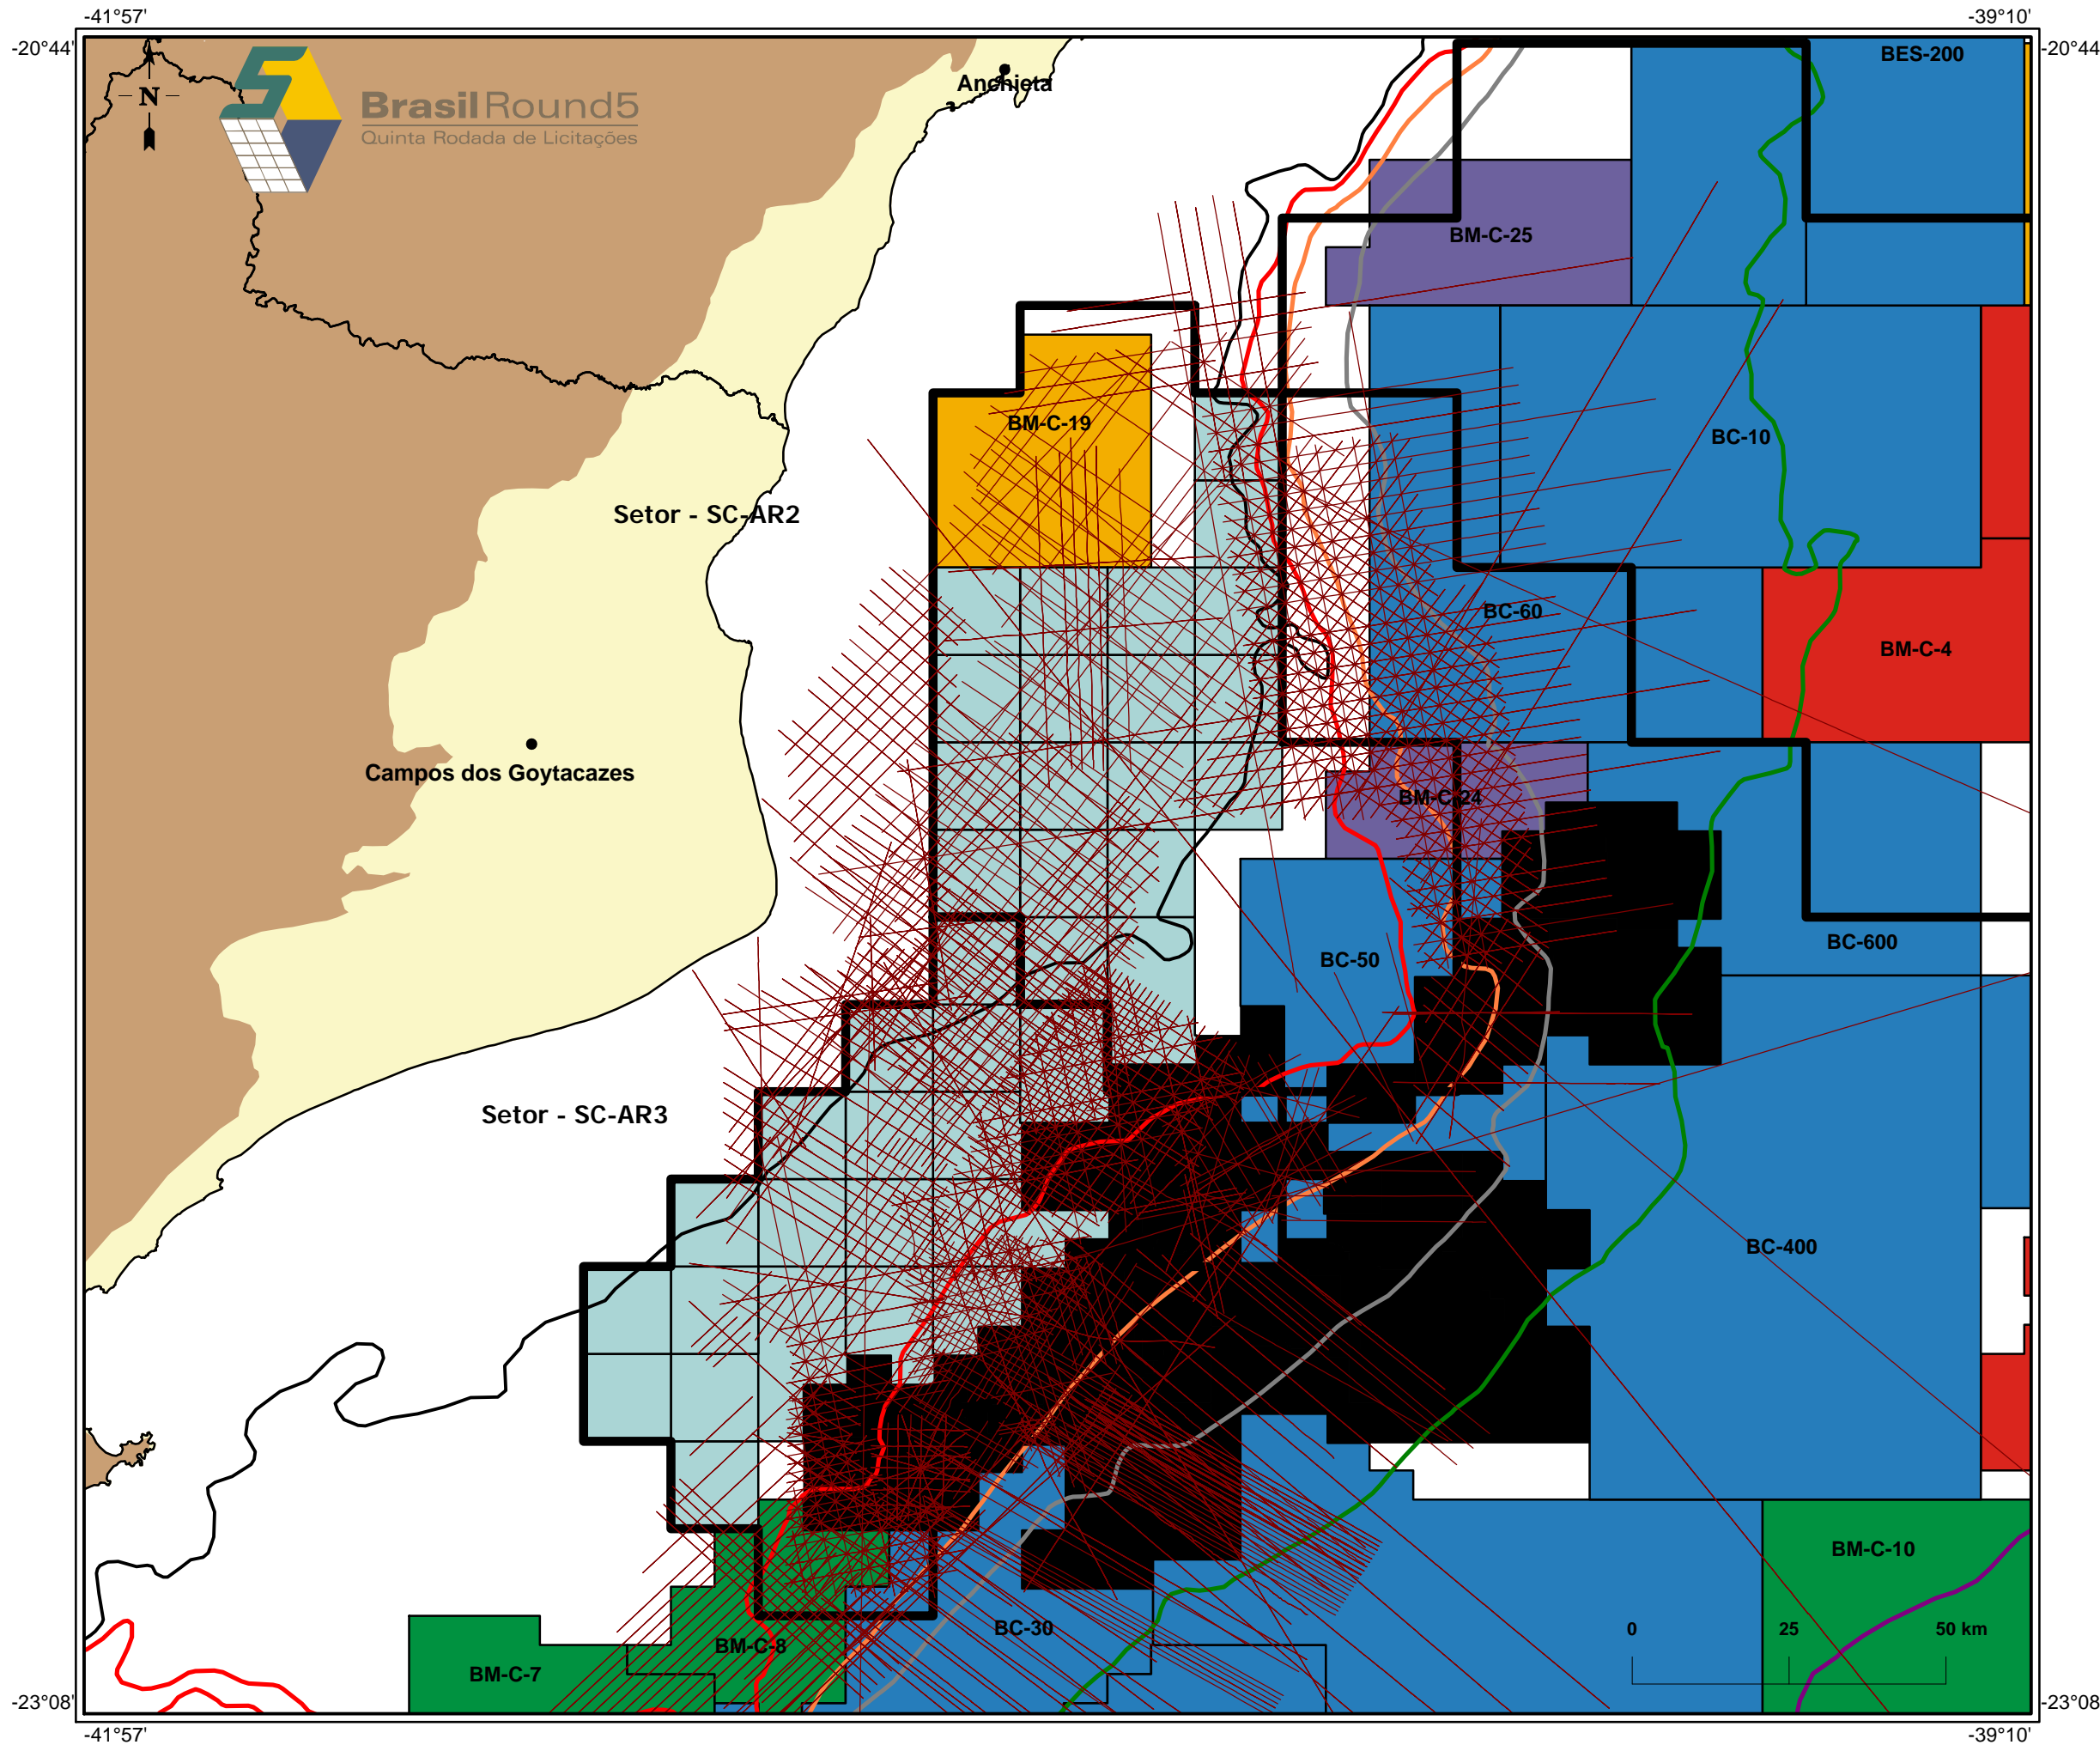 -41°57'
-39°10'
-20°44'
-20°44'
N
BrasilRound5
Quinta Rodada de Licitações
Anchieta
BES-200
BM-C-25
BM-C-19
BC-10
Setor - SC-AR2
BC-60
BM-C-4
Campos dos Goytacazes
BM-C-24
BC-600
BC-50
Setor - SC-AR3
BC-400
BM-C-10
BC-30
0
25
50 km
BM-C-8
BM-C-7
-23°08'
-23°08'
-41°57'
-39°10'